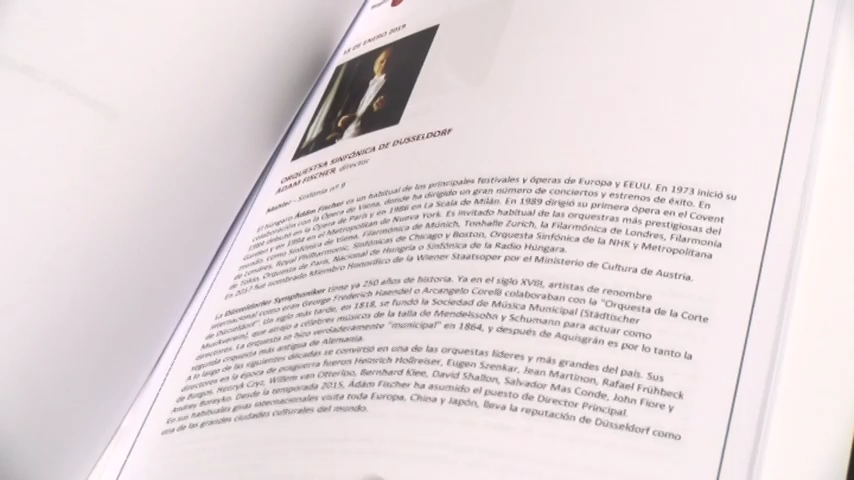 18 DE ENERO 2019
ORQUESTRA SINFÓNICA DE DUSSELDORF
ADAM FISCHER, director
Mahler - Sinfonía nº 9
El húngaro Ádám Fischer es un habitual de los principales festivales y óperas de Europa y EEUU. En 1973 inició su
colaboración con la Ópera de Viena, donde ha dirigido un gran número de conciertos y estrenos de éxito. En
1984 debutó en la Ópera de París y en 1986 en La Scala de Milán. En 1989 dirigió su primera ópera en el Covent
Garden y en 1994 en el Metropolitan de Nueva York. Es invitado habitual de las orquestras más prestigiosas del
mundo, como Sinfónica de Viena, Filarmónica de Múnich, Tonhalle Zurich, la Filarmónica de Londres, Filarmonía
de Londres, Royal Philharmonic, Sinfónicas de Chicago y Boston, Orquesta Sinfónica de la NHK y Metropolitana
de Tokio, Orquesta de París, Nacional de Hungría o Sinfónica de la Radio Húngara.
En 2017 fue nombrado Miembro Honorífico de la Wiener Staatsoper por el Ministerio de Cultura de Austria.
La Düsseldorfer Symphoniker tiene ya 250 años de historia. Ya en el siglo XVIII, artistas de renombre
internacional como eran George Frederich Haendel o Arcangelo Corelli colaboraban con la "Orquesta de la Corte
de Düsseldorf". Un siglo más tarde, en 1818, se fundó la Sociedad de Música Municipal (Städtischer
Musikverein), que atrajo a célebres músicos de la talla de Mendelssohn y Schumann para actuar como
directores. La orquesta se hizo verdaderamente "municipal" en 1864, y después de Aquisgrán es por lo tanto la
segunda orquesta más antigua de Alemania.
A lo largo de las siguientes décadas se convirtió en una de las orquestas líderes y más grandes del país. Sus
directores en la época de posguerra fueron Heinrich Hollreiser, Eugen Szenkar, Jean Martinon, Rafael Frühbeck
de Burgos, Henryk Czyz, Willem van Otterloo, Bernhard Klee, David Shallon, Salvador Mas Conde, John Fiore y
Andrey Boreyko. Desde la temporada 2015, Ádám Fischer ha asumido el puesto de Director Principal.
En sus habituales giras internacionales visita toda Europa, China y Japón, lleva la reputación de Düsseldorf como
una de las grandes ciudades culturales del mundo.